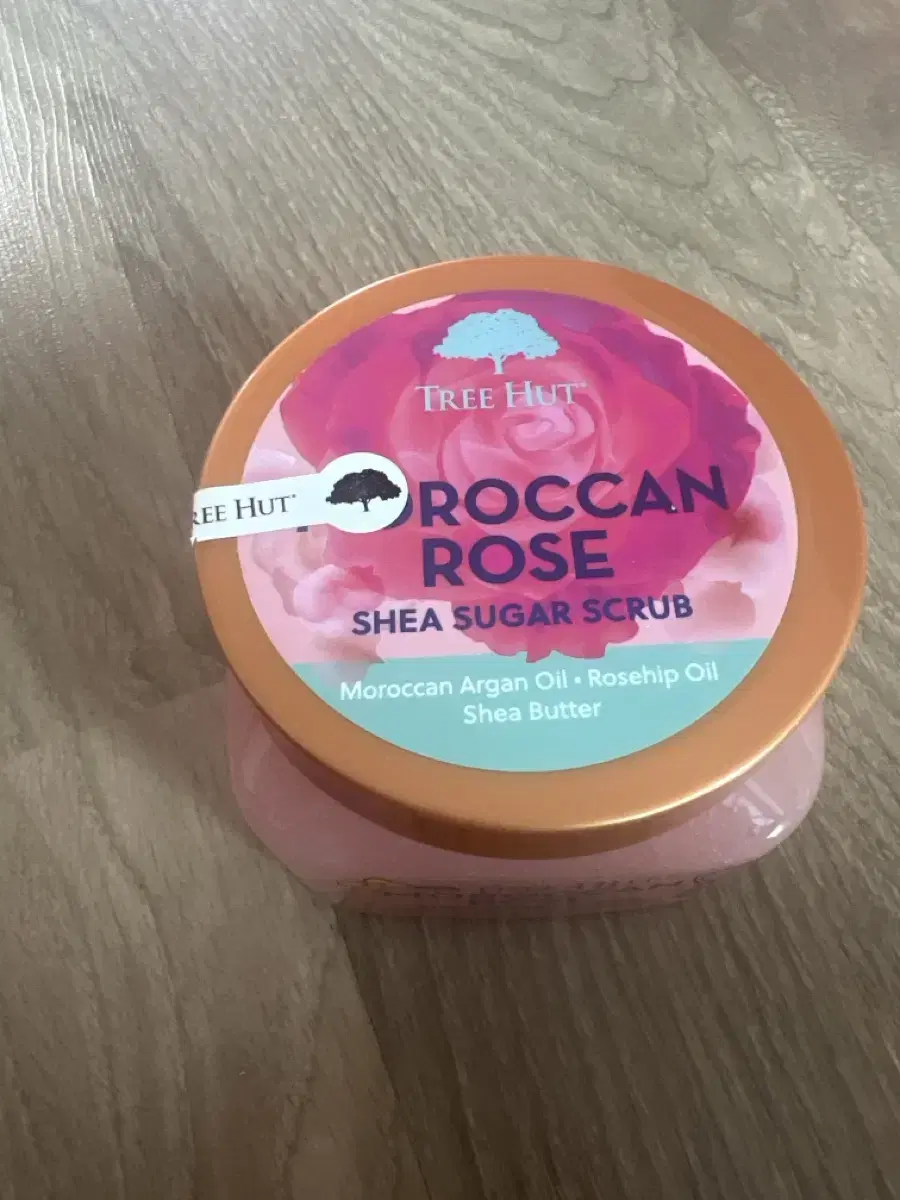 TREE HUT
REE HUT
OROCCAN
ROSE
SHEA SUGAR SCRUB
Moroccan Argan Oil • Rosehip Oil
Shea Butter